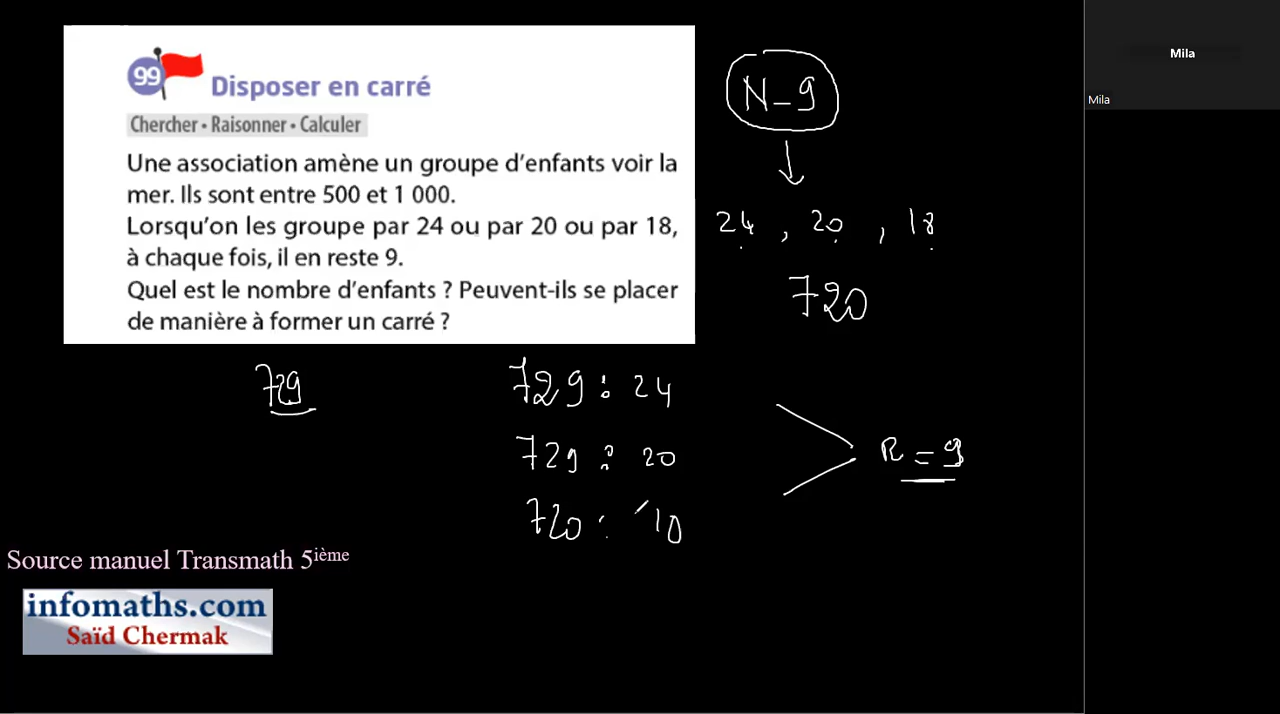 99
Disposer en carré
Chercher • Raisonner • Calculer
Une association amène un groupe d'enfants voir la
mer. Ils sont entre 500 et 1 000.
Lorsqu'on les groupe par 24 ou par 20 ou par 18,
à chaque fois, il en reste 9.
Quel est le nombre d'enfants ? Peuvent-ils se placer
de manière à former un carré ?
N - 9
24 , 20 , 18
720
729
729 : 24
729 : 20
720 : 10
R = 9
Source manuel Transmath 5ième
infomaths.com
Saïd Chermak
Mila
Mila